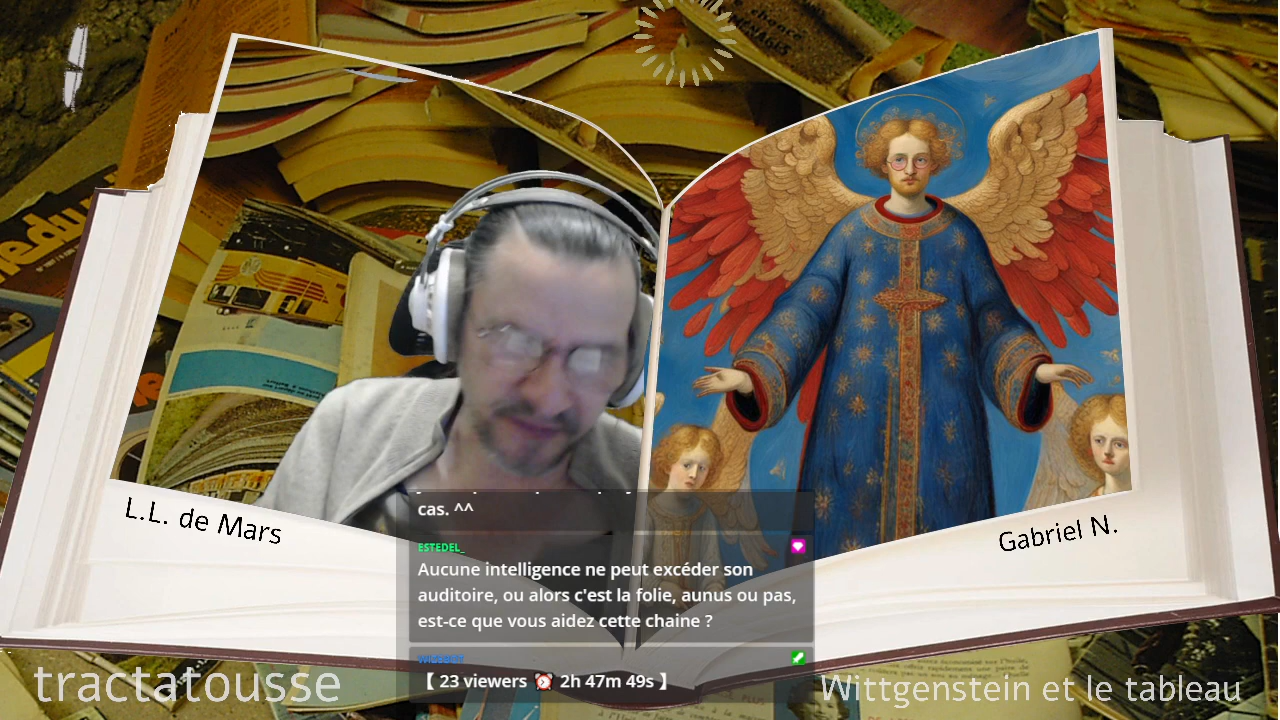 L.L. de Mars
Gabriel N.
cas. ^^
ESTEDEL_
Aucune intelligence ne peut excéder son
auditoire, ou alors c'est la folie, aunus ou pas,
est-ce que vous aidez cette chaine ?
【 23 viewers ⏰ 2h 47m 49s 】
tractatousse
Wittgenstein et le tableau